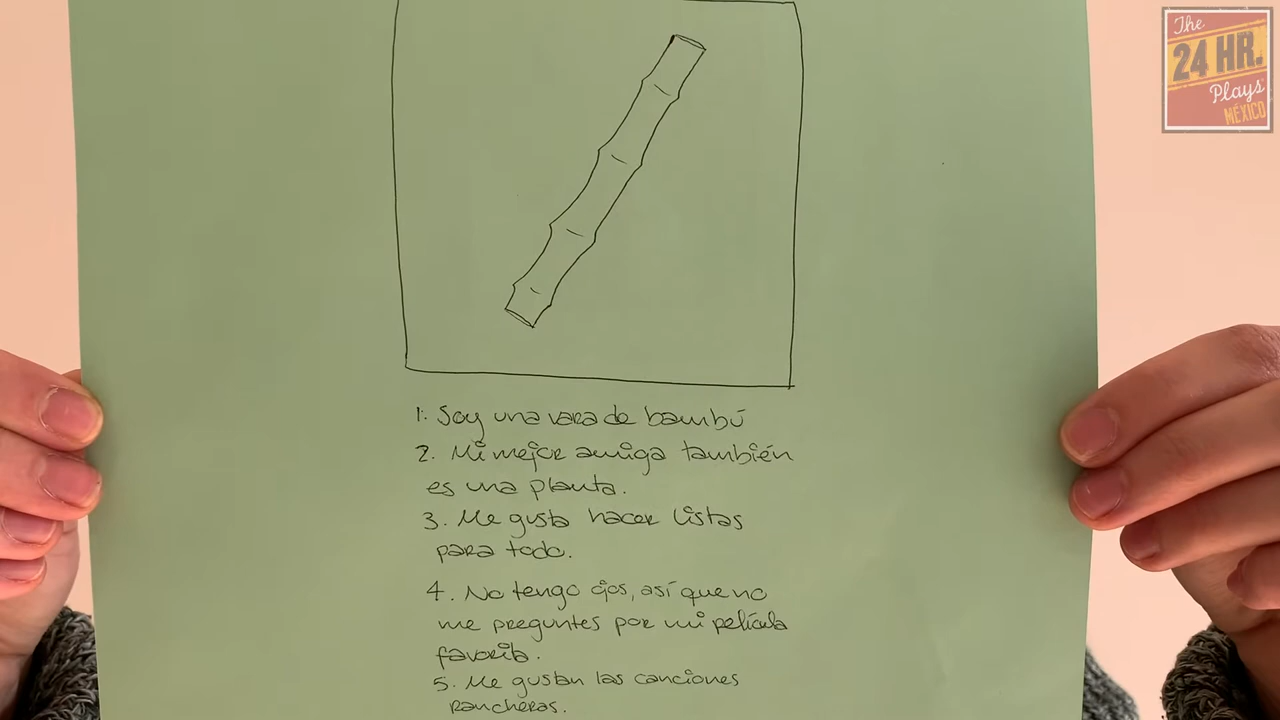 The
24 HR.
Plays
MÉXICO
1. Soy una vara de bambú
2. Mi mejor amiga también
es una planta.
3. Me gusta hacer listas
para todo.
4. No tengo ojos, así que no
me preguntes por mi película
favorita.
5. Me gustan las canciones
rancheras.